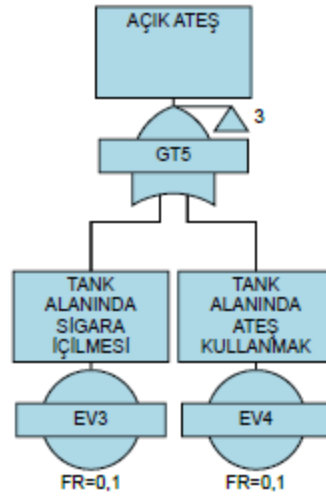 AÇIK ATEŞ
3
GT5
TANK
ALANINDA
SİGARA
İÇİLMESİ
TANK
ALANINDA
ATEŞ
KULLANMAK
EV3
EV4
FR=0,1
FR=0,1